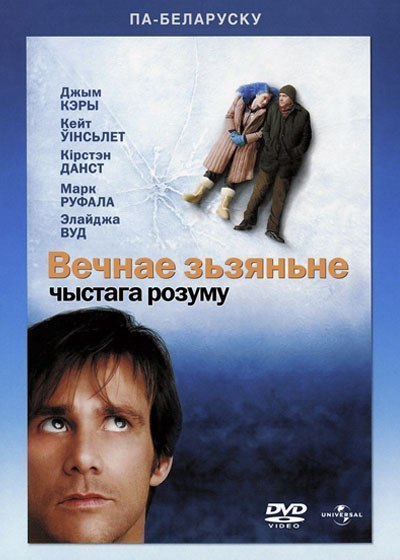 ПА-БЕЛАРУСКУ
Джым
КЭРЫ
Кейт
ЎІНСЬЛЕТ
Кірстэн
ДАНСТ
Марк
РУФАЛА
Элайджа
ВУД
Вечнае зьзяньне
чыстага розуму
DVD
VIDEO
UNIVERSAL